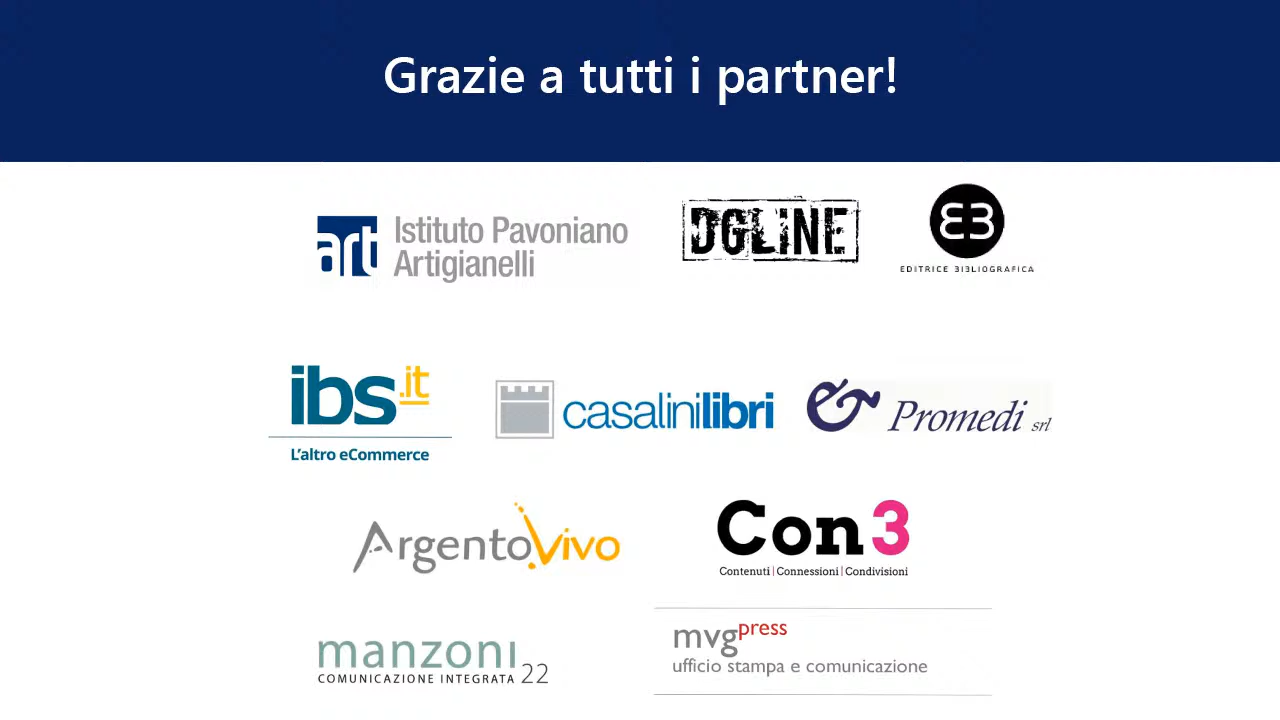 Grazie a tutti i partner!
art Istituto Pavoniano
Artigianelli
DGLINE
EDITRICE BIBLIOGRAFICA
ibs.it
L'altro eCommerce
casalinilibri
Promedi srl
ArgentoVivo
Con3
Contenuti|Connessioni|Condivisioni
manzoni
COMUNICAZIONE INTEGRATA 22
mvgpress
ufficio stampa e comunicazione